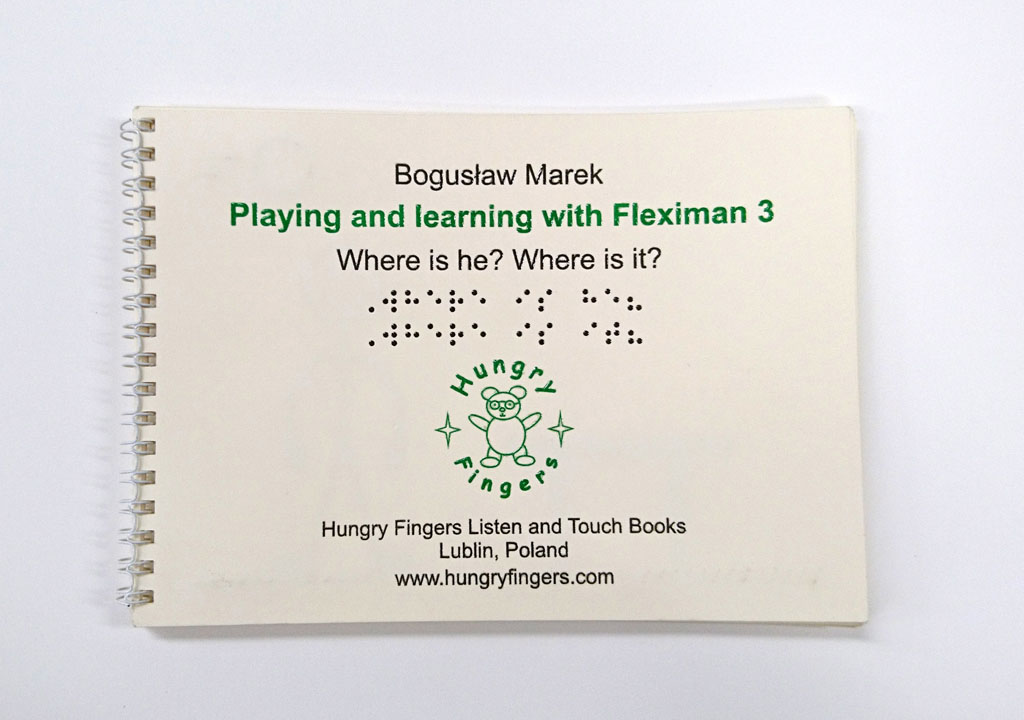 Bogusław Marek
Playing and learning with Fleximan 3
Where is he? Where is it?
⠠⠺⠓⠑⠗⠑ ⠊⠎ ⠓⠑⠦
⠠⠺⠓⠑⠗⠑ ⠊⠎ ⠊⠞⠦
Hungry
Fingers
Hungry Fingers Listen and Touch Books
Lublin, Poland
www.hungryfingers.com